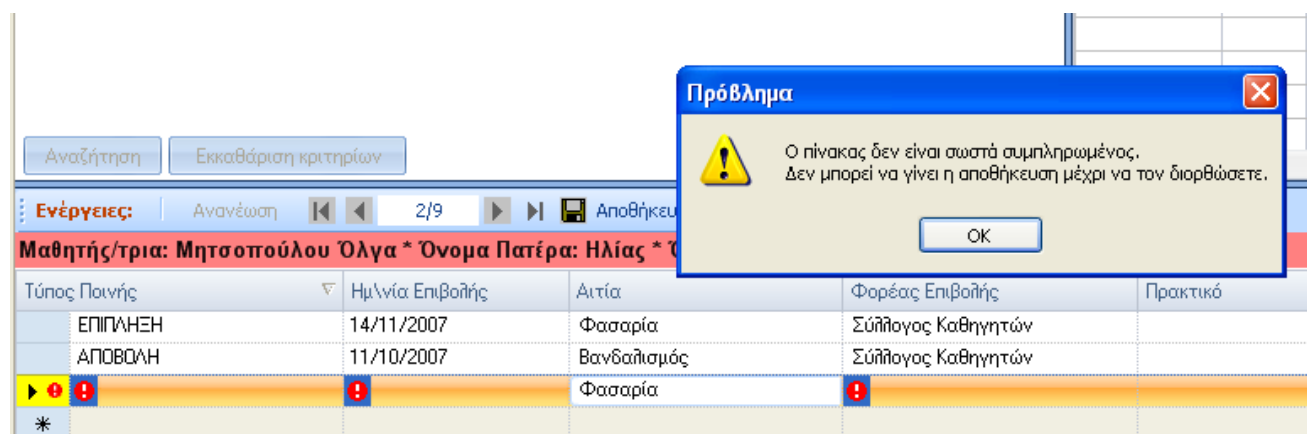 Πρόβλημα
Ο πίνακας δεν είναι σωστά συμπληρωμένος.
Δεν μπορεί να γίνει η αποθήκευση μέχρι να τον διορθώσετε.
OK
Αναζήτηση Εκκαθάριση κριτηρίων
Ενέργειες: Ανανέωση 2/9 Αποθήκευ
Μαθητής/τρια: Μητσοπούλου Όλγα * Όνομα Πατέρα: Ηλίας *
Τύπος Ποινής Ημ\νία Επιβολής Αιτία Φορέας Επιβολής Πρακτικό
ΕΠΙΠΛΗΞΗ 14/11/2007 Φασαρία Σύλλογος Καθηγητών
ΑΠΟΒΟΛΗ 11/10/2007 Βανδαλισμός Σύλλογος Καθηγητών
Φασαρία